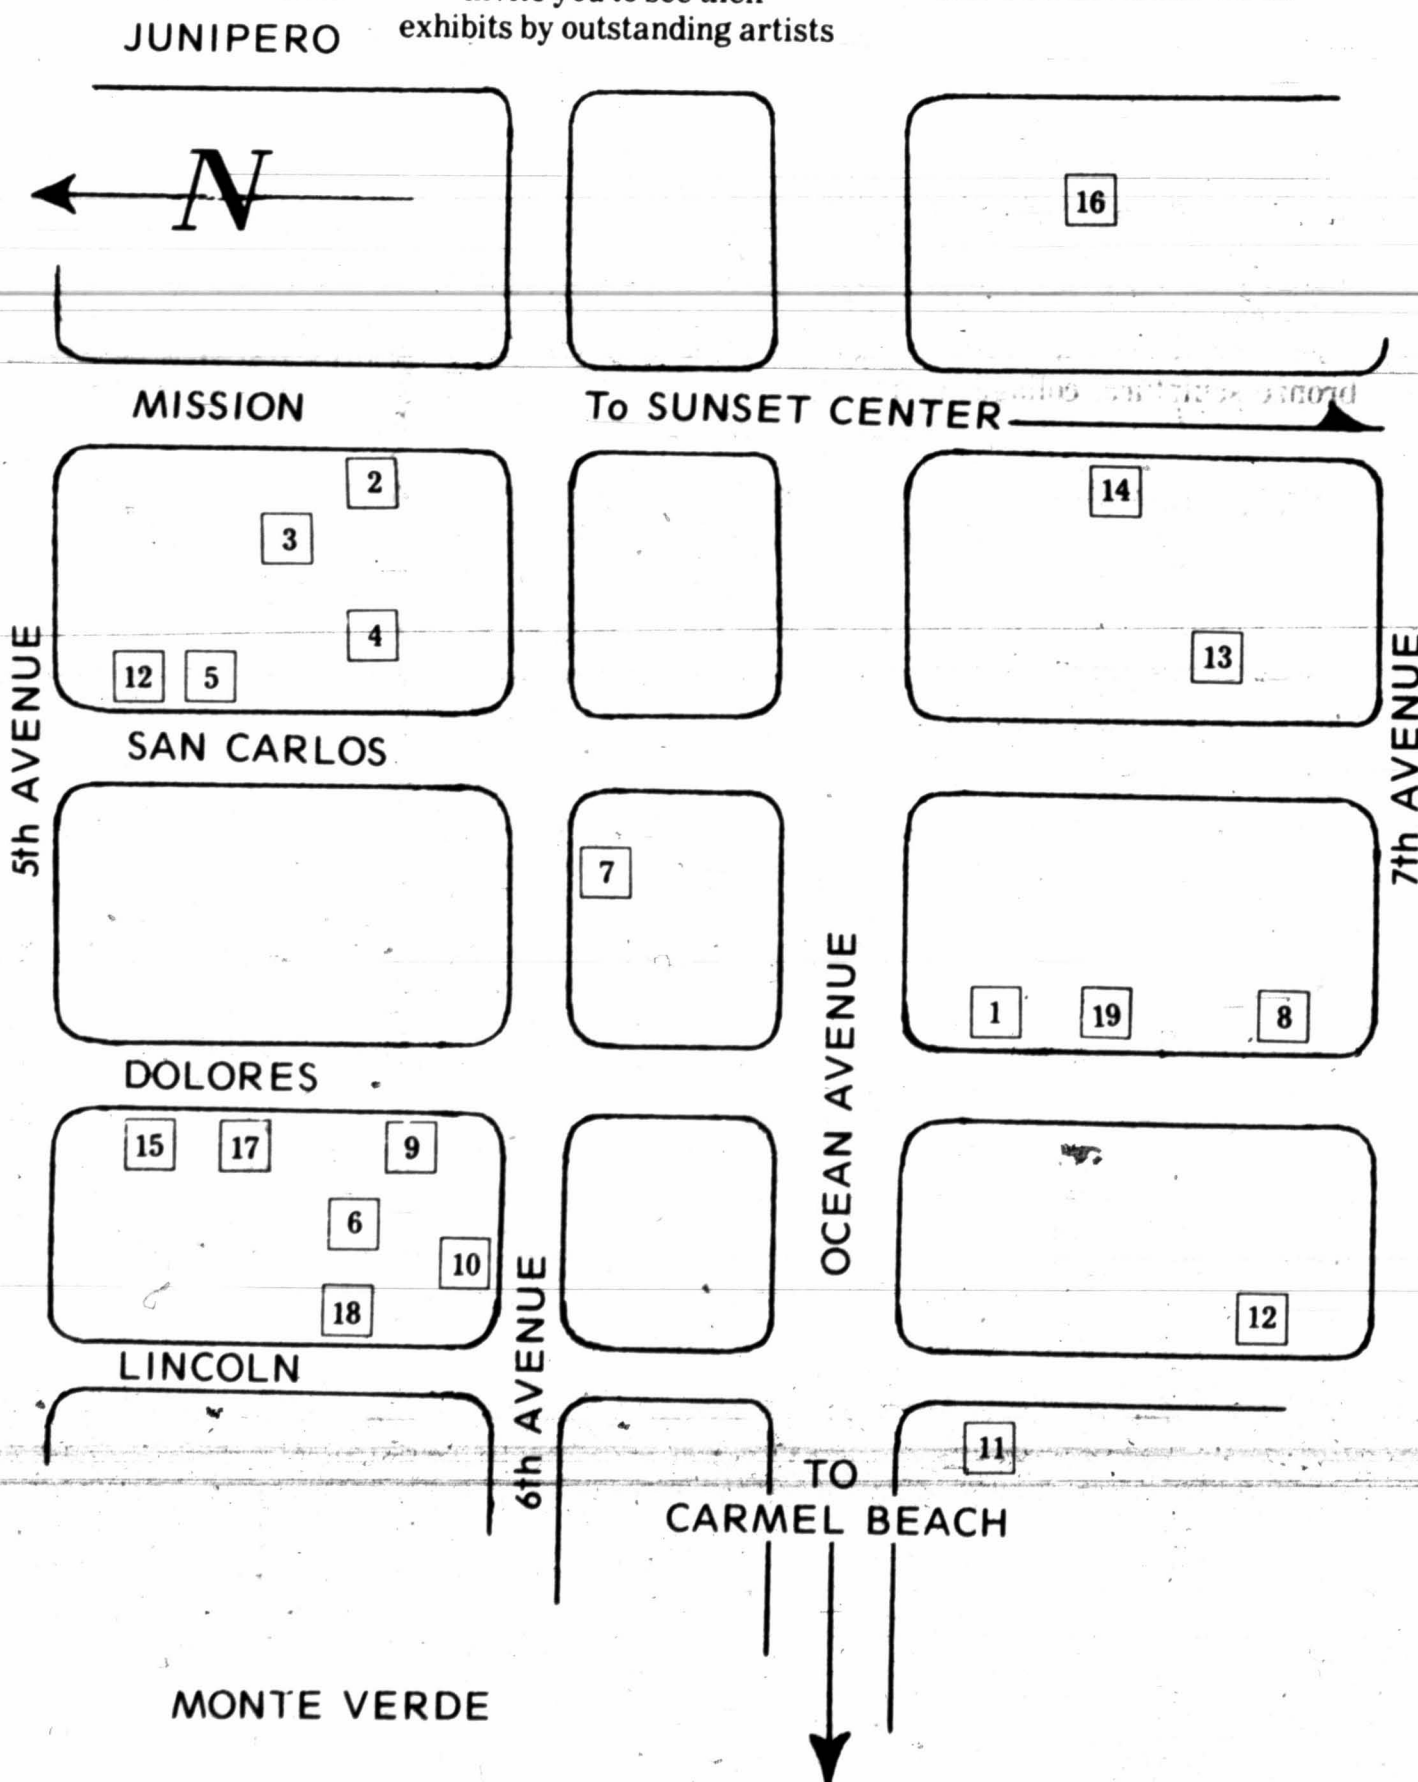 exhibits by outstanding artists
JUNIPERO
N
16
MISSION
To SUNSET CENTER
2
14
3
4
13
12 5
5th AVENUE
7th AVENUE
SAN CARLOS
7
OCEAN AVENUE
1 19 8
DOLORES
15 17 9
6
10
18
12
6th AVENUE
LINCOLN
11
TO
CARMEL BEACH
MONTE VERDE